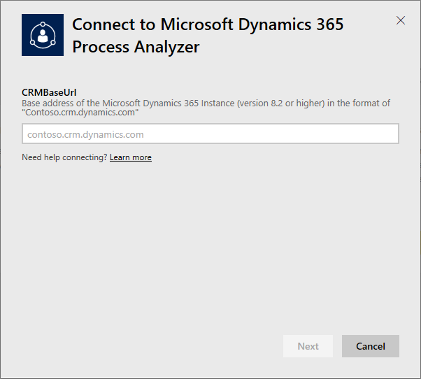 Connect to Microsoft Dynamics 365
Process Analyzer
CRMBaseUrl
Base address of the Microsoft Dynamics 365 Instance (version 8.2 or higher) in the format of
"Contoso.crm.dynamics.com"
contoso.crm.dynamics.com
Need help connecting? Learn more
Next Cancel